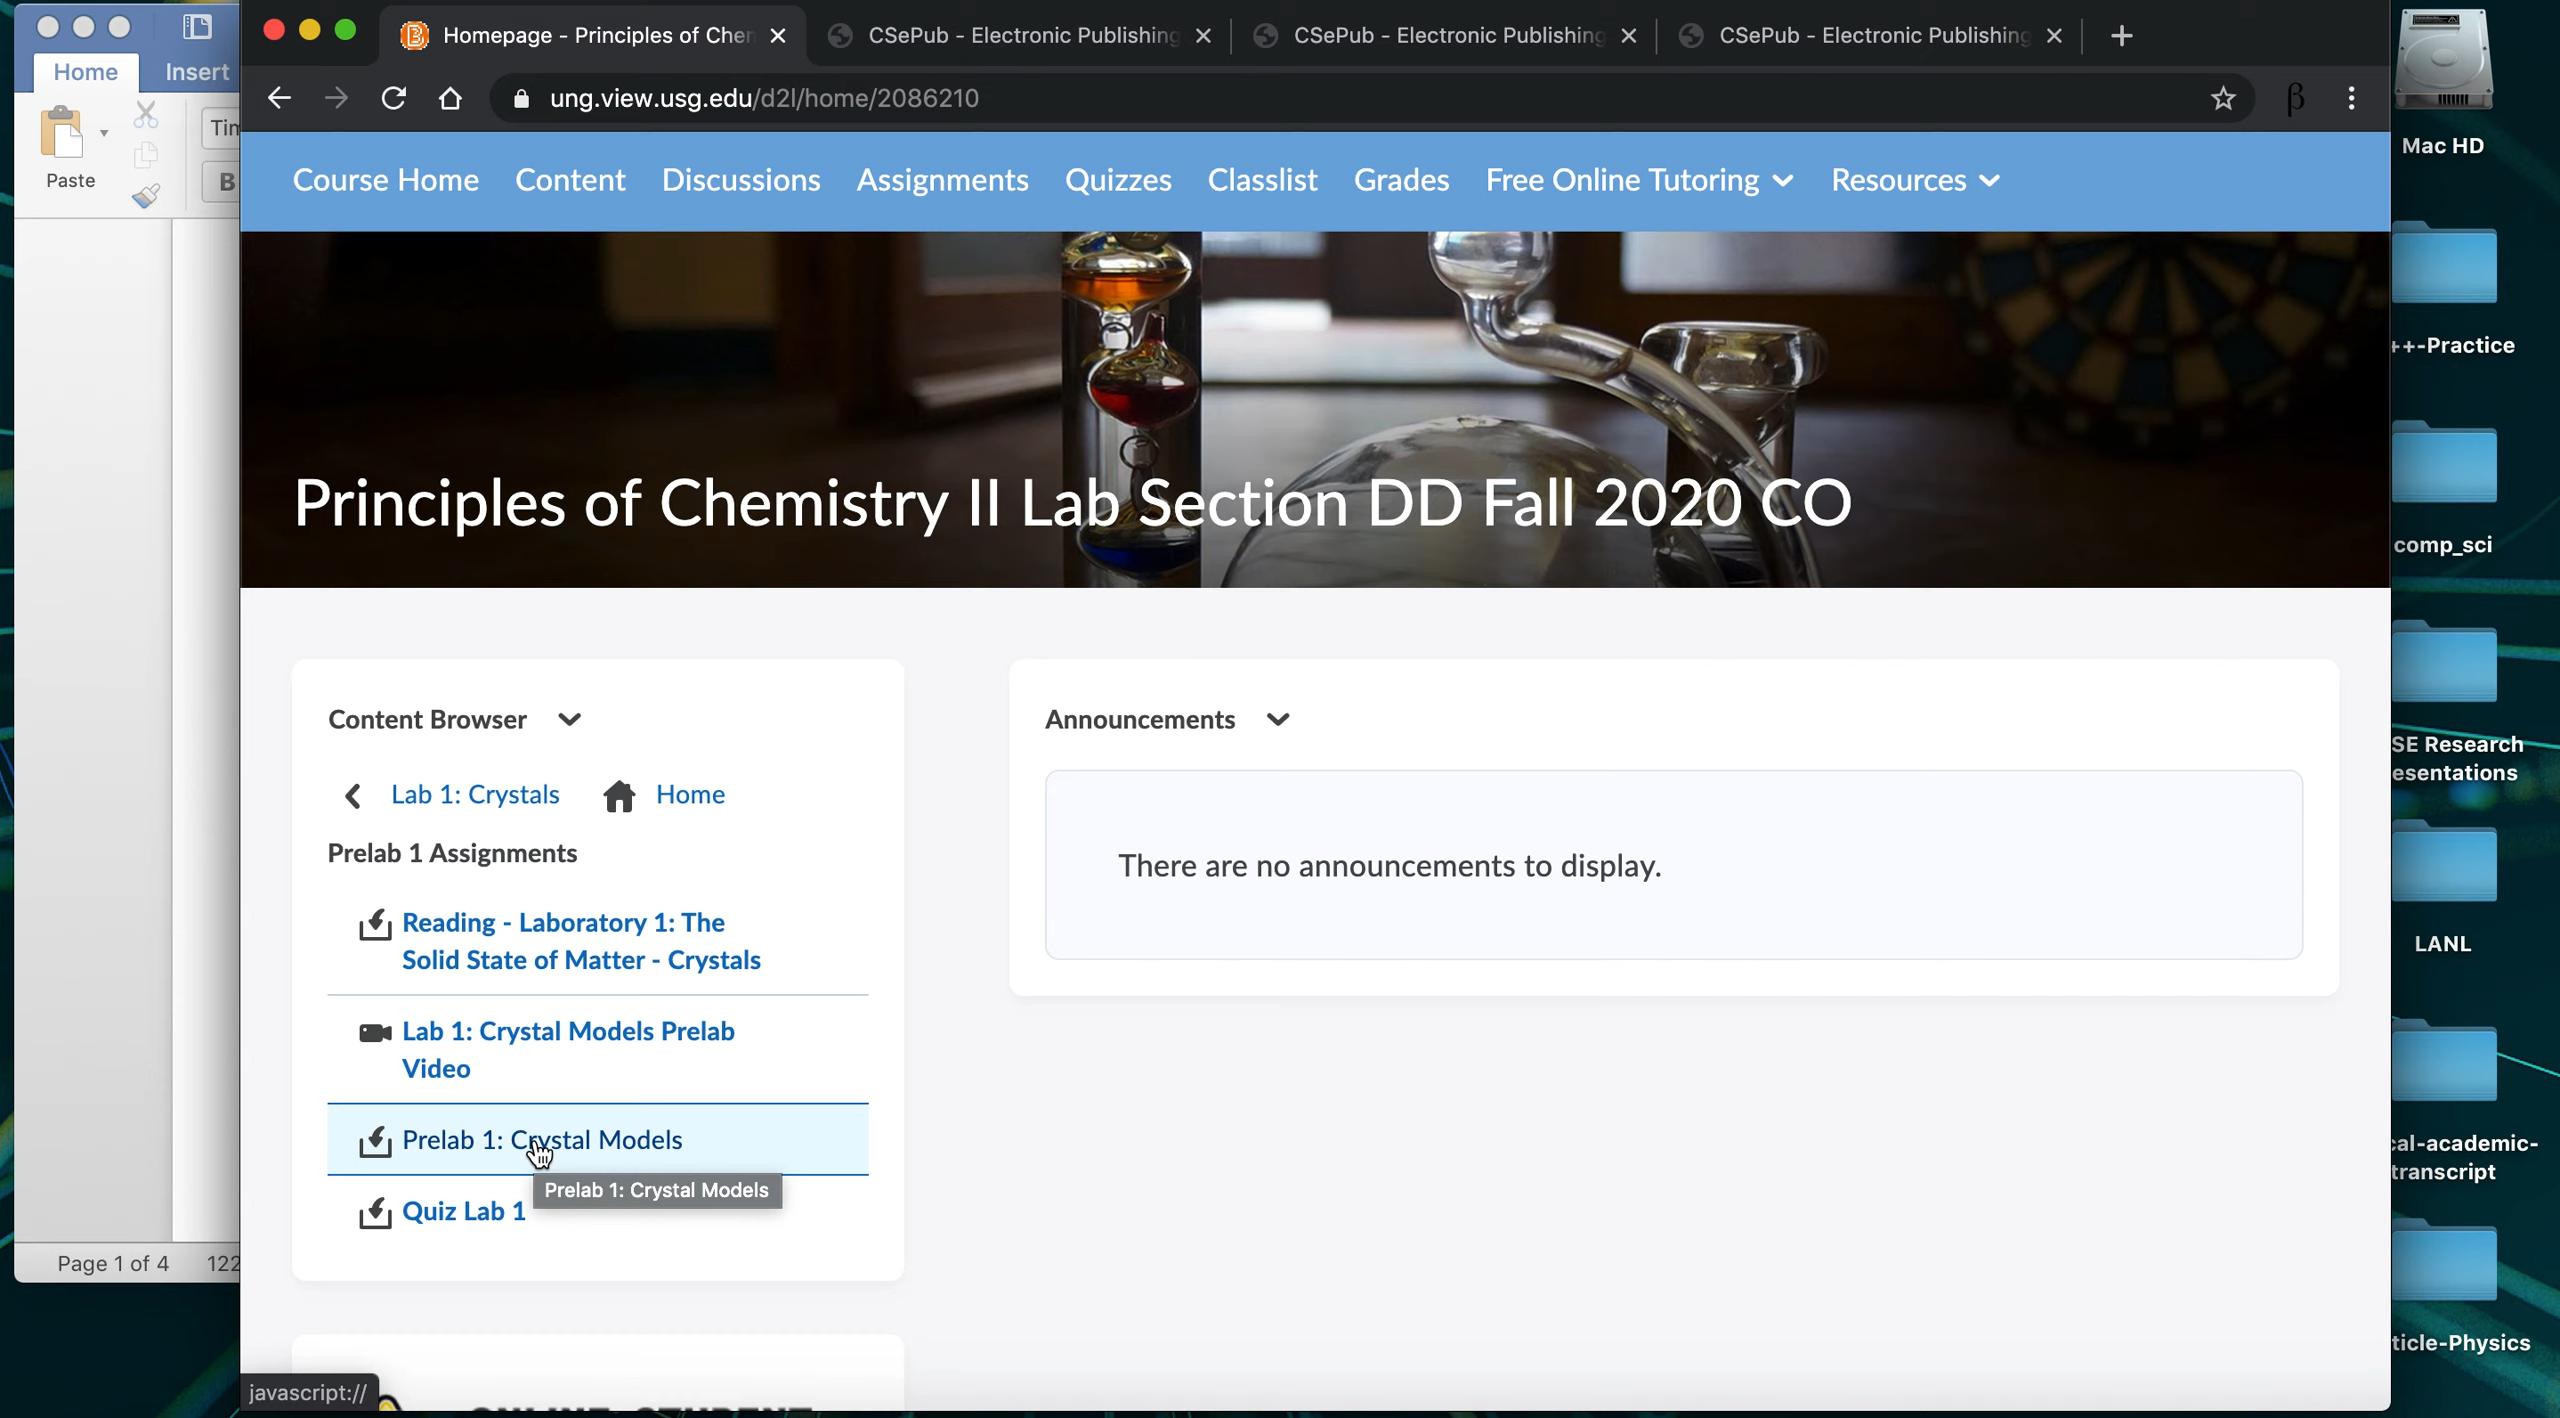 Home Insert
Paste
Tin
B
Page 1 of 4 122
Homepage - Principles of Cher
CSePub - Electronic Publishing
CSePub - Electronic Publishing
CSePub - Electronic Publishing
ung.view.usg.edu/d2l/home/2086210
β
Course Home Content Discussions Assignments Quizzes Classlist Grades Free Online Tutoring Resources
Principles of Chemistry II Lab Section DD Fall 2020 CO
Content Browser
Lab 1: Crystals Home
Prelab 1 Assignments
Reading - Laboratory 1: The
Solid State of Matter - Crystals
Lab 1: Crystal Models Prelab
Video
Prelab 1: Crystal Models
Prelab 1: Crystal Models
Quiz Lab 1
Announcements
There are no announcements to display.
javascript://
ONLINE STUDENT
Mac HD
++-Practice
comp_sci
SE Research
esentations
LANL
cal-academic-
transcript
ticle-Physics